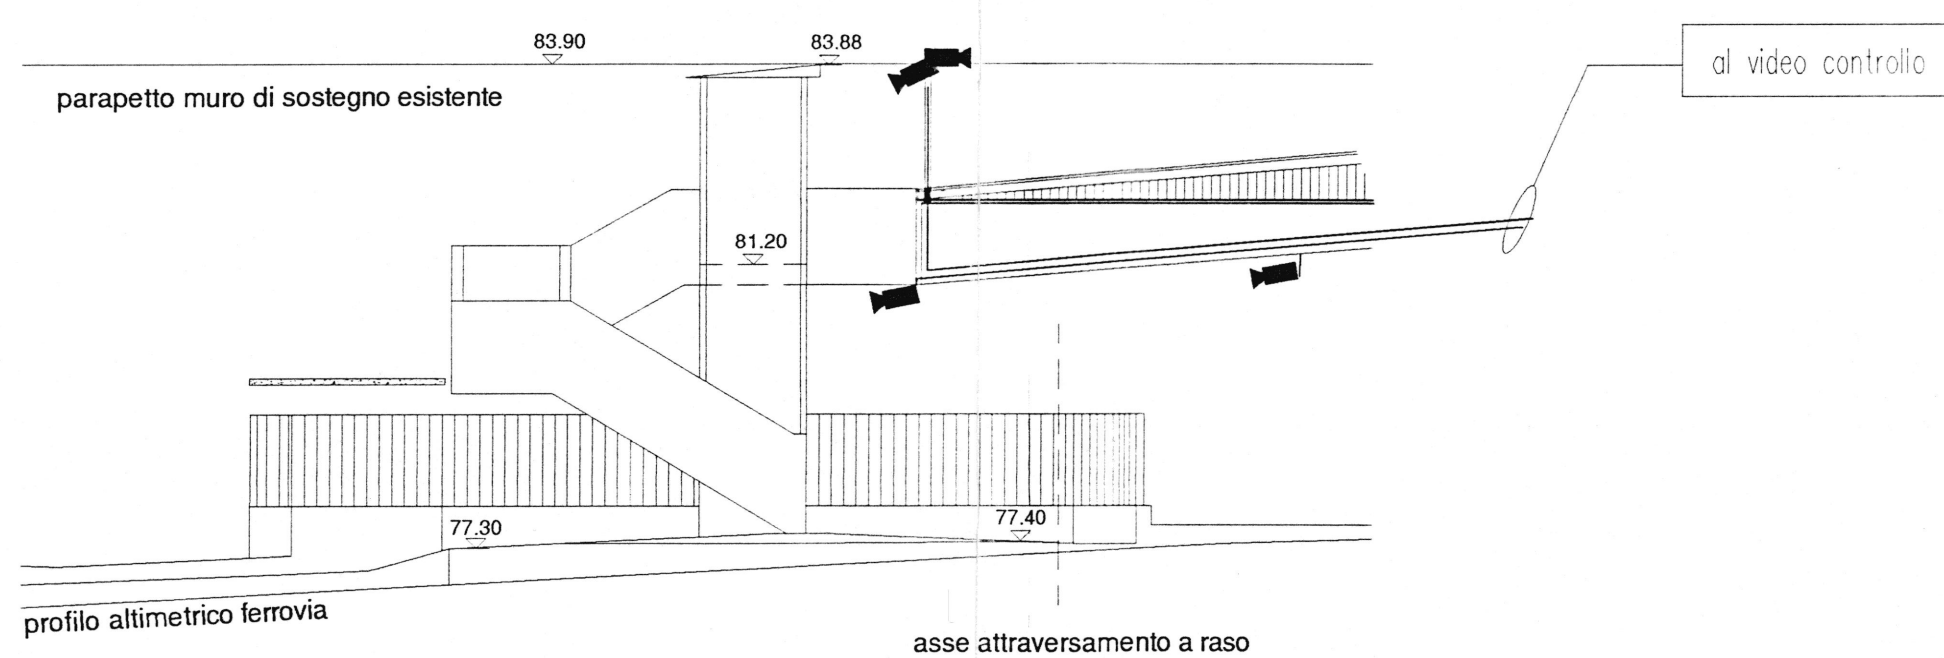 83.90
83.88
al video controllo
parapetto muro di sostegno esistente
81.20
77.30
77.40
profilo altimetrico ferrovia
asse attraversamento a raso